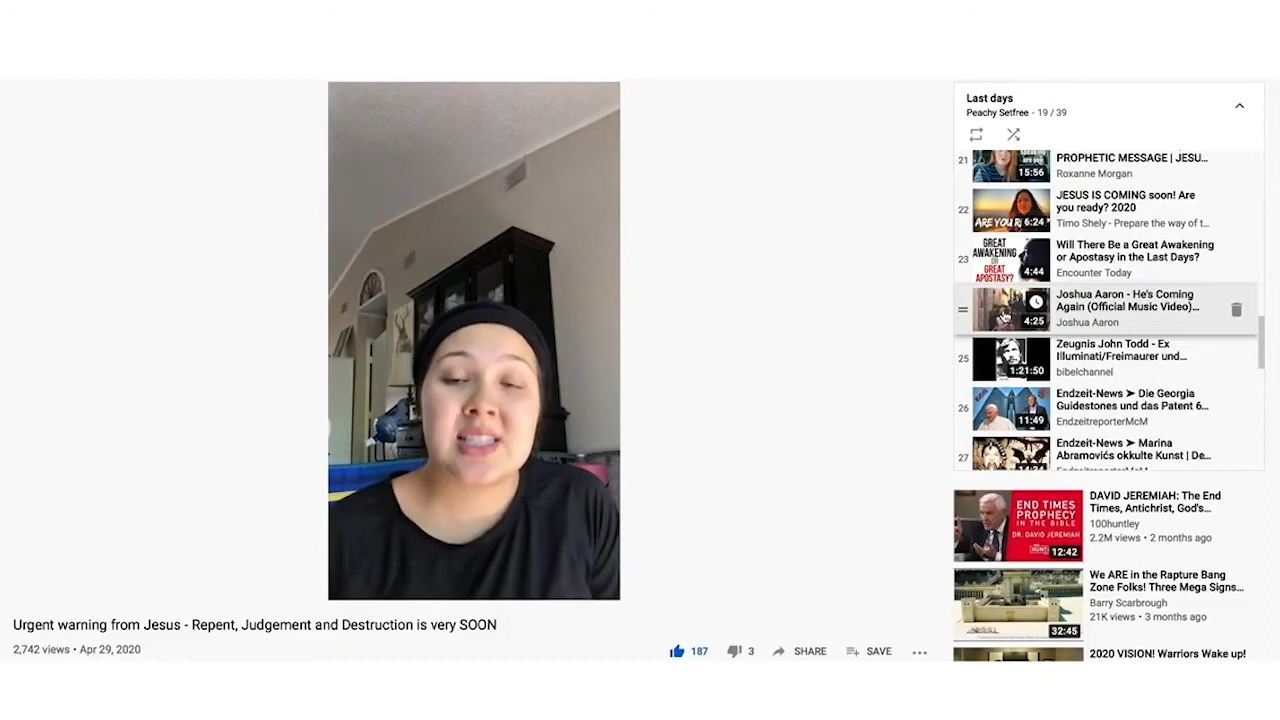 Last days
Peachy Setfree - 19 / 39
21
15:56
PROPHETIC MESSAGE | JESU...
Roxanne Morgan
22
ARE YOU R
6:24
JESUS IS COMING soon! Are
you ready? 2020
Timo Shely - Prepare the way of t...
23
GREAT
AWAKENING
OR
GREAT
APOSTASY?
4:44
Will There Be a Great Awakening
or Apostasy in the Last Days?
Encounter Today
4:25
Joshua Aaron - He's Coming
Again (Official Music Video)...
Joshua Aaron
25
1:21:50
Zeugnis John Todd - Ex
Illuminati/Freimaurer und...
bibelchannel
26
11:49
Endzeit-News ➤ Die Georgia
Guidestones und das Patent 6...
EndzeitreporterMcM
27
Endzeit-News ➤ Marina
Abramovićs okkulte Kunst | De...
EndzeitreporterMcM
END TIMES
PROPHECY
IN THE BIBLE
DR. DAVID JEREMIAH
12:42
DAVID JEREMIAH: The End
Times, Antichrist, God's...
100huntley
2.2M views • 2 months ago
32:45
We ARE in the Rapture Bang
Zone Folks! Three Mega Signs...
Barry Scarbrough
21K views • 3 months ago
2020 VISION! Warriors Wake up!
Urgent warning from Jesus - Repent, Judgement and Destruction is very SOON
2,742 views • Apr 29, 2020
187
3
SHARE
SAVE